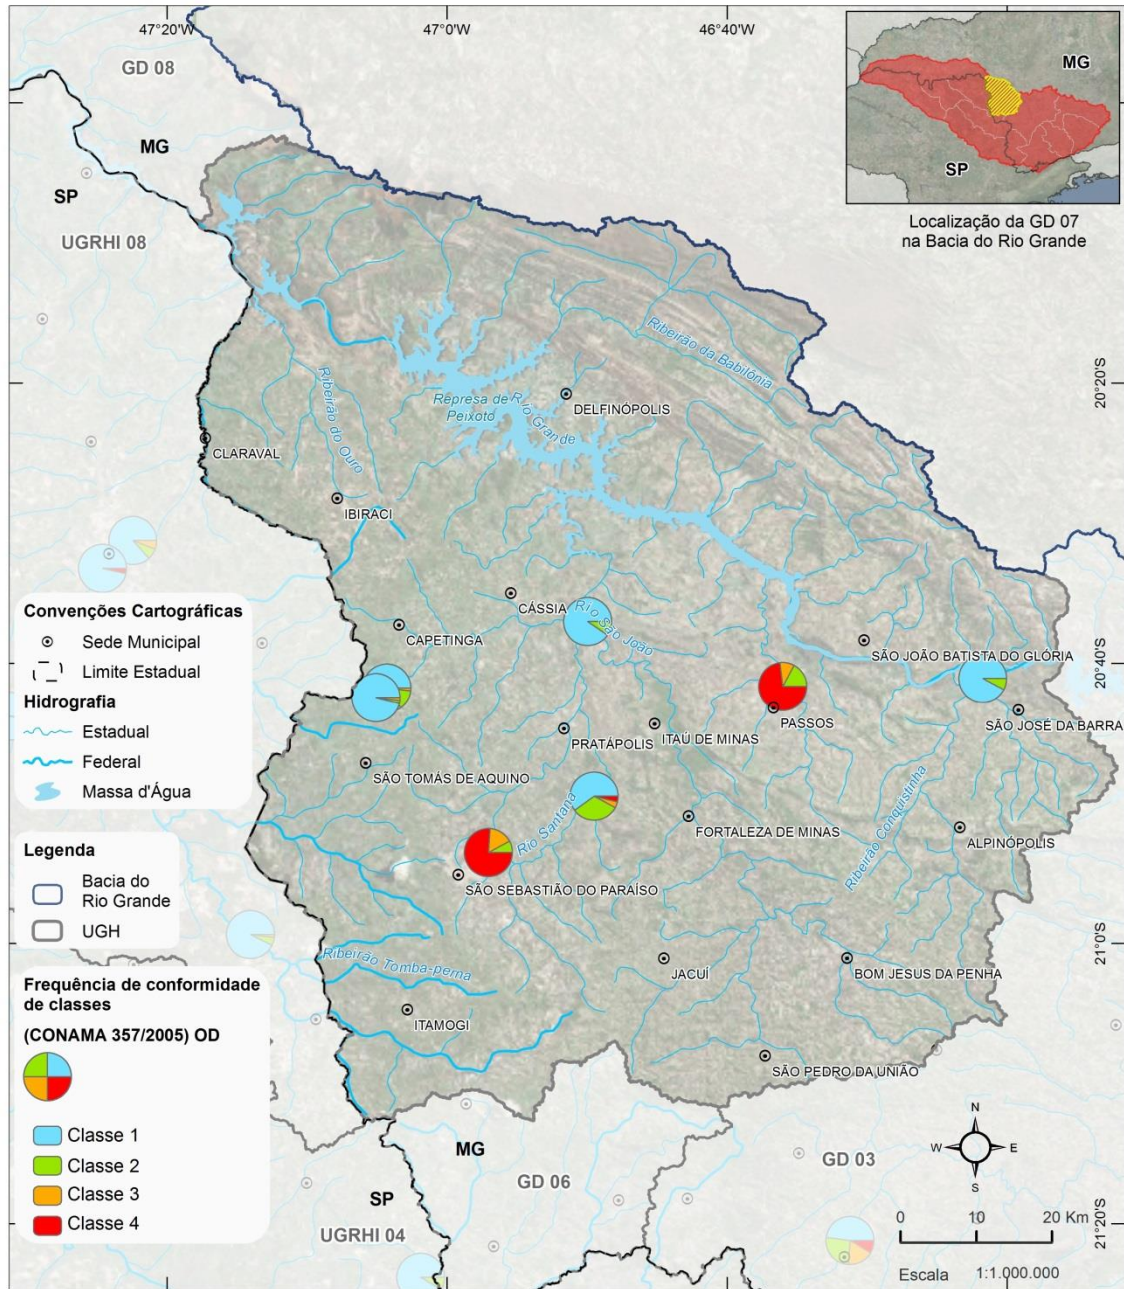 47°20'W
47°00'W
46°40'W
GD 08
MG
SP
UGRHI 08
MG
SP
Localização da GD 07
na Bacia do Rio Grande
Ribeirão da Babilônia
20°20'S
Ribeirão do Ouro
Represa de
Peixoto
Rio Grande
DELFINÓPOLIS
CLARAVAL
IBIRACI
Convenções Cartográficas
Sede Municipal
Limite Estadual
Hidrografia
Estadual
Federal
Massa d'Água
CÁSSIA
Rio São João
CAPETINGA
SÃO JOÃO BATISTA DO GLÓRIA
20°40'S
PASSOS
SÃO JOSÉ DA BARRA
PRATÁPOLIS
ITAÚ DE MINAS
SÃO TOMÁS DE AQUINO
Rio Santana
FORTALEZA DE MINAS
Ribeirão Conquistinha
ALPINÓPOLIS
SÃO SEBASTIÃO DO PARAÍSO
Legenda
Bacia do
Rio Grande
UGH
21°0'S
Ribeirão Tomba-perna
JACUÍ
BOM JESUS DA PENHA
ITAMOGI
SÃO PEDRO DA UNIÃO
Frequência de conformidade
de classes
(CONAMA 357/2005) OD
Classe 1
Classe 2
Classe 3
Classe 4
MG
SP
GD 06
UGRHI 04
GD 03
N
W
E
S
21°20'S
0
10
20 Km
Escala
1:1.000.000